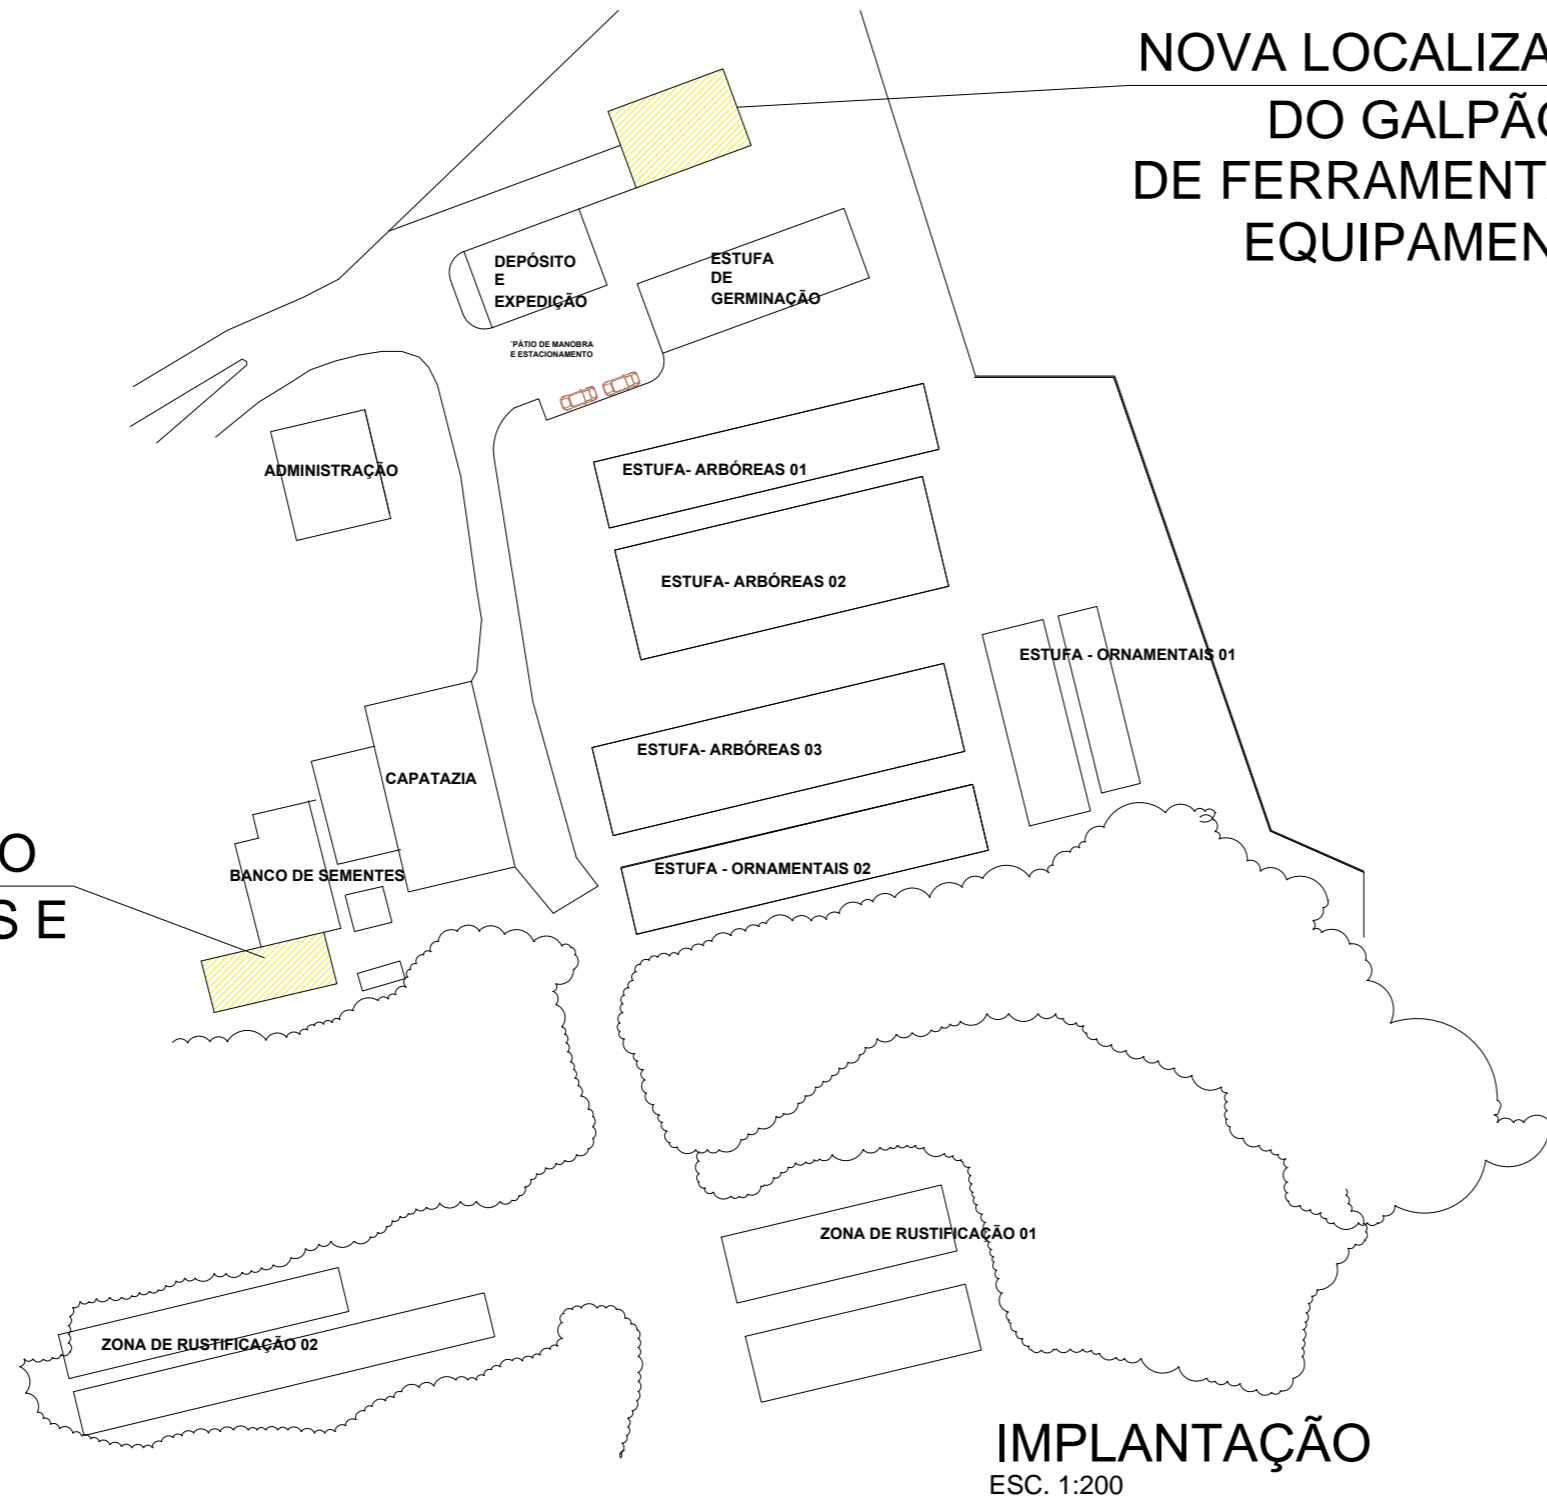 NOVA LOCALIZA
DO GALPÃO
DE FERRAMENT
EQUIPAMEN
DEPÓSITO
E
EXPEDIÇÃO
ESTUFA
DE
GERMINAÇÃO
PÁTIO DE MANOBRA
E ESTACIONAMENTO
ADMINISTRAÇÃO
ESTUFA- ARBÓREAS 01
ESTUFA- ARBÓREAS 02
ESTUFA - ORNAMENTAIS 01
ESTUFA- ARBÓREAS 03
CAPATAZIA
O
S E
BANCO DE SEMENTES
ESTUFA - ORNAMENTAIS 02
ZONA DE RUSTIFICAÇÃO 01
ZONA DE RUSTIFICAÇÃO 02
IMPLANTAÇÃO
ESC. 1:200